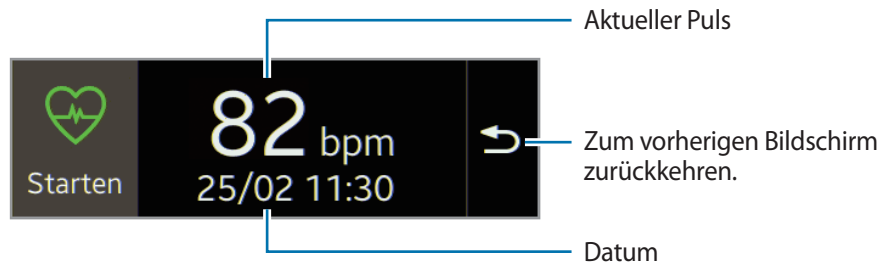 Aktueller Puls
82 bpm
Starten
25/02 11:30
Zum vorherigen Bildschirm
zurückkehren.
Datum